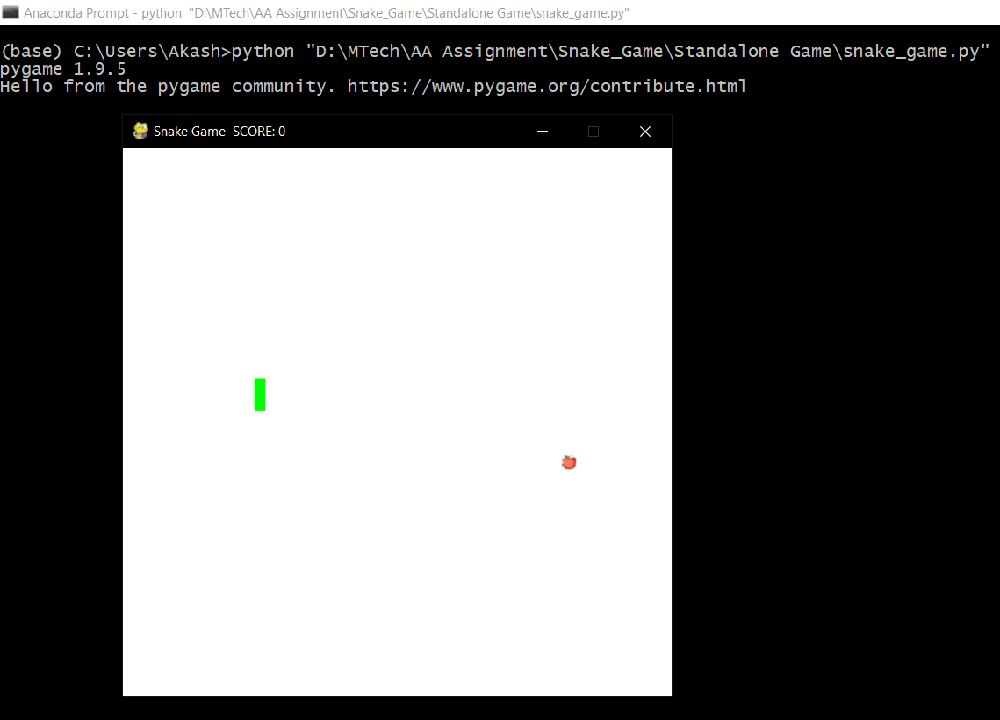 Anaconda Prompt - python  "D:\MTech\AA Assignment\Snake_Game\Standalone Game\snake_game.py"
(base) C:\Users\Akash>python "D:\MTech\AA Assignment\Snake_Game\Standalone Game\snake_game.py"
pygame 1.9.5
Hello from the pygame community. https://www.pygame.org/contribute.html
Snake Game  SCORE: 0